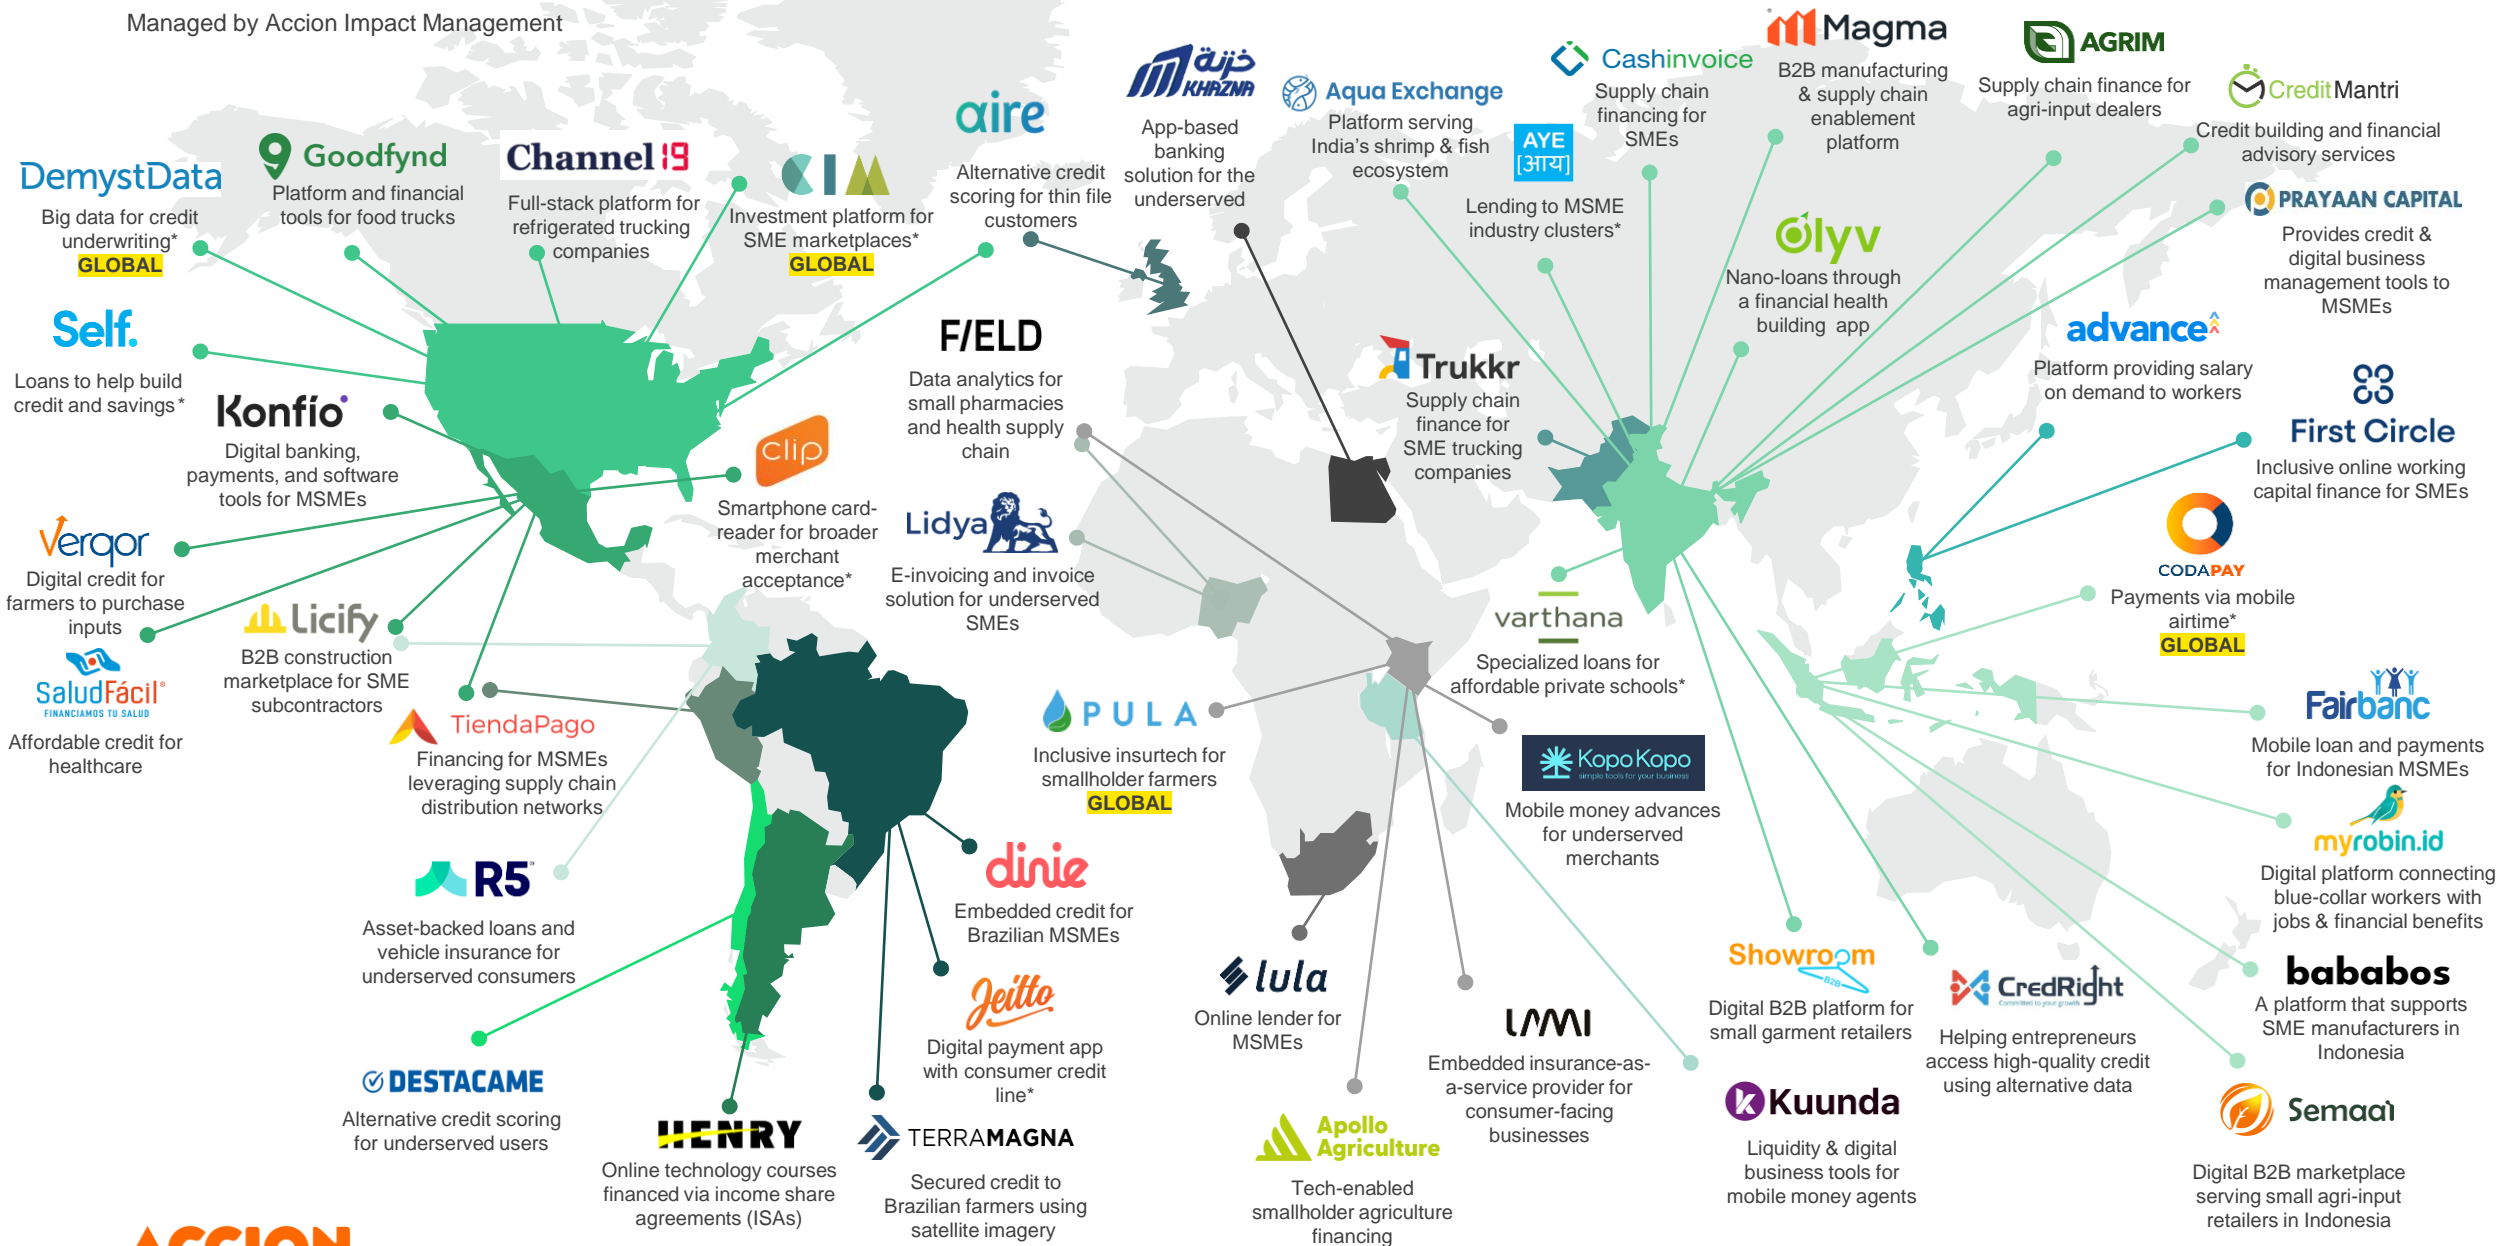 Managed by Accion Impact Management
DemystData
Big data for credit
underwriting*
GLOBAL
Goodfynd
Platform and financial
tools for food trucks
Channel 19
Full-stack platform for
refrigerated trucking
companies
CIM
Investment platform for
SME marketplaces*
GLOBAL
aire
Alternative credit
scoring for thin file
customers
خزنة
KHAZNA
App-based
banking
solution for the
underserved
Aqua Exchange
Platform serving
India's shrimp & fish
ecosystem
AYE
[आय]
Lending to MSME
industry clusters*
Cashinvoice
Supply chain
financing for
SMEs
Magma
B2B manufacturing
& supply chain
enablement
platform
AGRIM
Supply chain finance for
agri-input dealers
CreditMantri
Credit building and financial
advisory services
PRAYAAN CAPITAL
Provides credit &
digital business
management tools to
MSMEs
Olyv
Nano-loans through
a financial health
building app
advance
Platform providing salary
on demand to workers
First Circle
Inclusive online working
capital finance for SMEs
Self.
Loans to help build
credit and savings*
Konfío
Digital banking,
payments, and software
tools for MSMEs
clip
Smartphone card-
reader for broader
merchant
acceptance*
F/ELD
Data analytics for
small pharmacies
and health supply
chain
Trukkr
Supply chain
finance for
SME trucking
companies
Verqor
Digital credit for
farmers to purchase
inputs
Lidya
E-invoicing and invoice
solution for underserved
SMEs
varthana
Specialized loans for
affordable private schools*
CODAPAY
Payments via mobile
airtime*
GLOBAL
SaludFácil®
FINANCIAMOS TU SALUD
Affordable credit for
healthcare
Licify
B2B construction
marketplace for SME
subcontractors
TiendaPago
Financing for MSMEs
leveraging supply chain
distribution networks
PULA
Inclusive insurtech for
smallholder farmers
GLOBAL
KopoKopo
simple tools for your business
Mobile money advances
for underserved
merchants
Fairbanc
Mobile loan and payments
for Indonesian MSMEs
myrobin.id
Digital platform connecting
blue-collar workers with
jobs & financial benefits
R5
Asset-backed loans and
vehicle insurance for
underserved consumers
dinie
Embedded credit for
Brazilian MSMEs
Jeitto
Digital payment app
with consumer credit
line*
lula
Online lender for
MSMEs
LAMI
Embedded insurance-as-
a-service provider for
consumer-facing
businesses
Showroom
B2B
Digital B2B platform for
small garment retailers
CredRight
Committed to your growth
Helping entrepreneurs
access high-quality credit
using alternative data
bababos
A platform that supports
SME manufacturers in
Indonesia
DESTACAME
Alternative credit scoring
for underserved users
HENRY
Online technology courses
financed via income share
agreements (ISAs)
TERRAMAGNA
Secured credit to
Brazilian farmers using
satellite imagery
Apollo
Agriculture
Tech-enabled
smallholder agriculture
financing
Kuunda
Liquidity & digital
business tools for
mobile money agents
Semaai
Digital B2B marketplace
serving small agri-input
retailers in Indonesia
ACCION